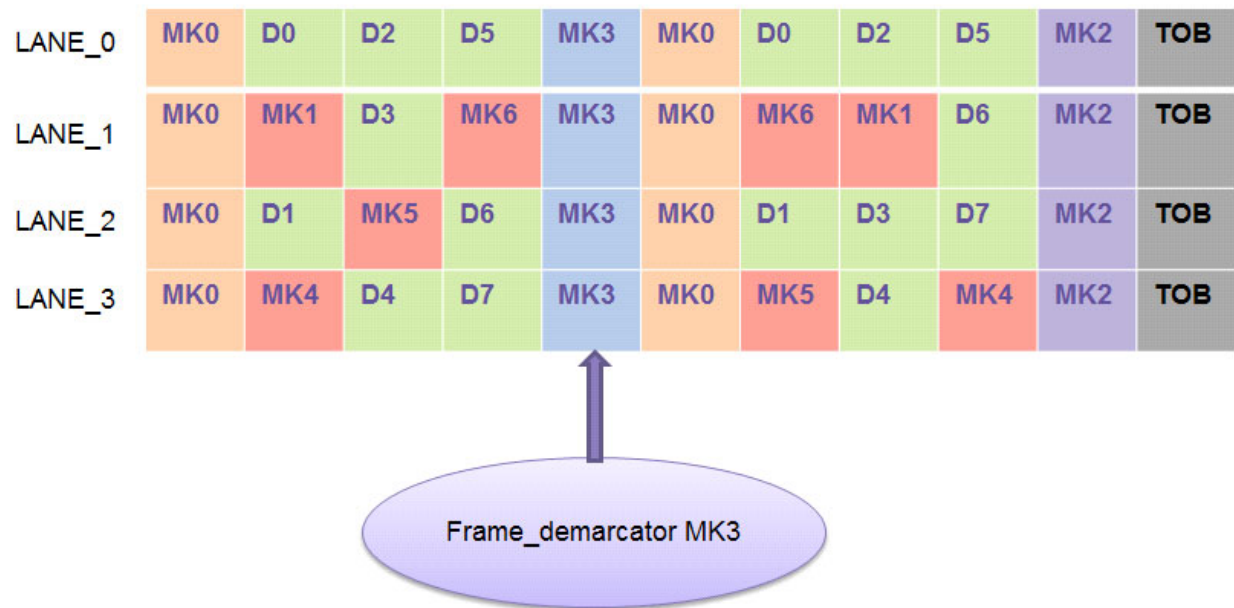 LANE_0 MK0 D0 D2 D5 MK3 MK0 D0 D2 D5 MK2 TOB
LANE_1 MK0 MK1 D3 MK6 MK3 MK0 MK6 MK1 D6 MK2 TOB
LANE_2 MK0 D1 MK5 D6 MK3 MK0 D1 D3 D7 MK2 TOB
LANE_3 MK0 MK4 D4 D7 MK3 MK0 MK5 D4 MK4 MK2 TOB
Frame_demarcator MK3